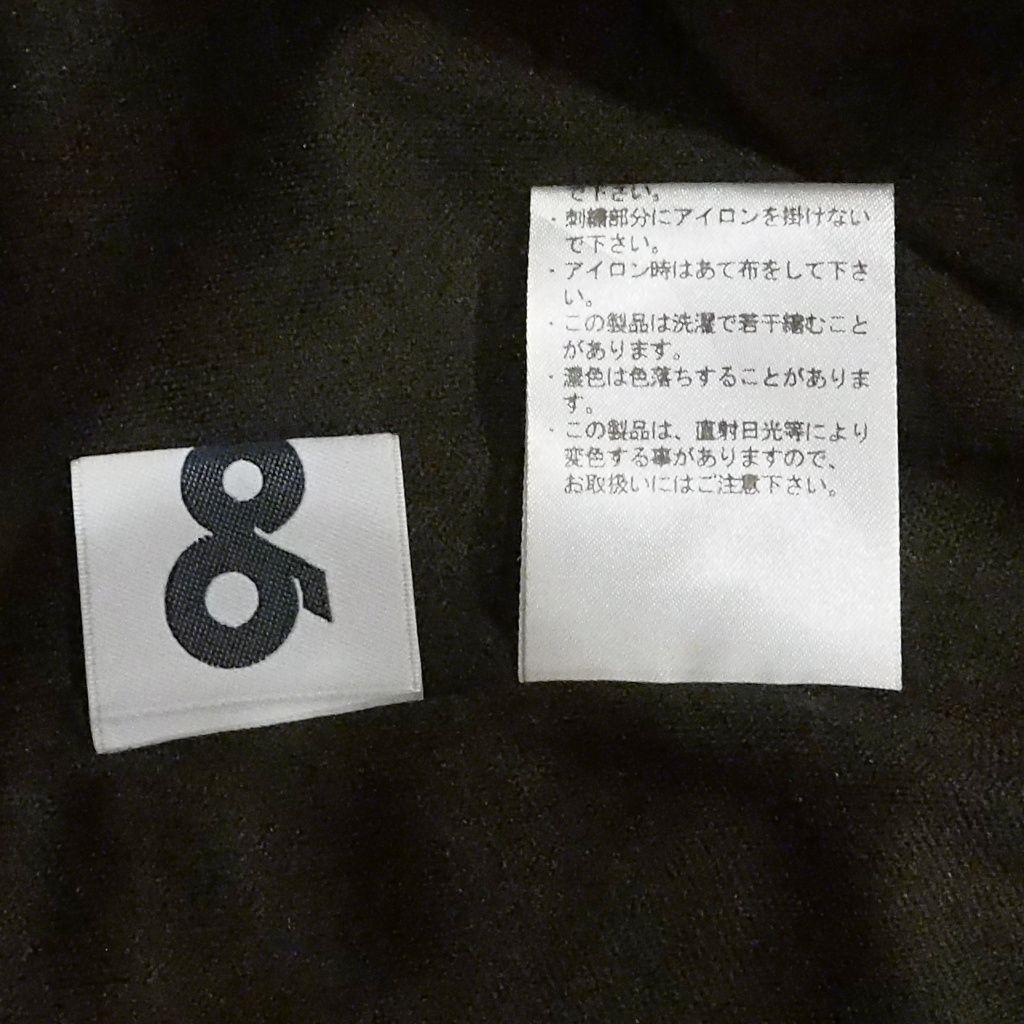 で下さい。
・刺繍部分にアイロンを掛けない
で下さい。
・アイロン時はあて布をして下さ
い。
・この製品は洗濯で若干縮むこと
があります。
・濃色は色落ちすることがありま
す。
・この製品は、直射日光等により
変色する事がありますので、
お取扱いにはご注意下さい。